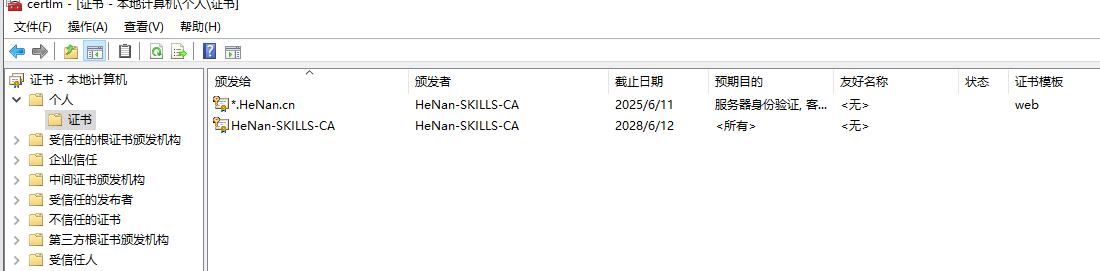 certlm - [证书 - 本地计算机\个人\证书]
文件(F) 操作(A) 查看(V) 帮助(H)
证书 - 本地计算机
个人
证书
受信任的根证书颁发机构
企业信任
中间证书颁发机构
受信任的发布者
不信任的证书
第三方根证书颁发机构
受信任人
颁发给 颁发者 截止日期 预期目的 友好名称 状态 证书模板
*.HeNan.cn HeNan-SKILLS-CA 2025/6/11 服务器身份验证, 客... <无> web
HeNan-SKILLS-CA HeNan-SKILLS-CA 2028/6/12 <所有> <无>